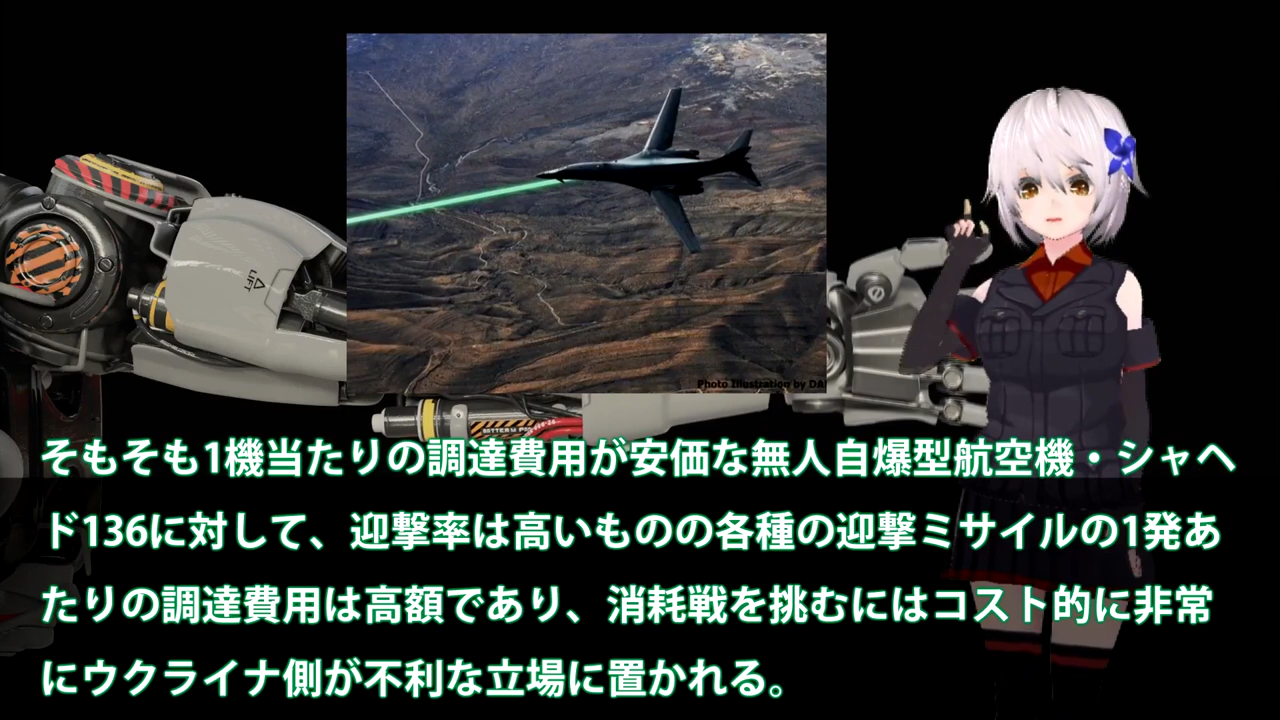 Photo Illustration by DA
LIFT
BATTERY P
そもそも1機当たりの調達費用が安価な無人自爆型航空機・シャヘ
ド136に対して、迎撃率は高いものの各種の迎撃ミサイルの1発あ
たりの調達費用は高額であり、消耗戦を挑むにはコスト的に非常
にウクライナ側が不利な立場に置かれる。